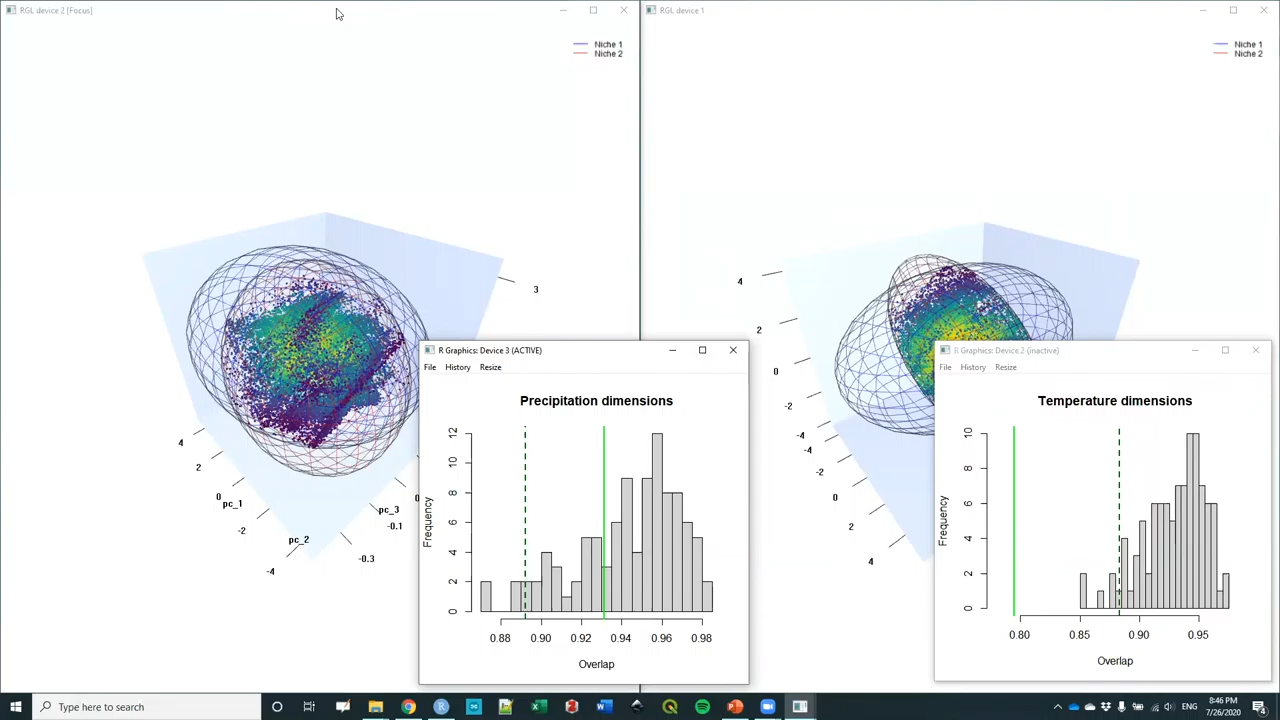 RGL device 2 [Focus]
Niche 1
Niche 2
3
4
2
0
-2
-4
pc_1
pc_2
pc_3
0
-0.1
-0.3
RGL device 1
Niche 1
Niche 2
4
2
0
-2
-4
-4
-2
0
2
4
R Graphics: Device 3 (ACTIVE)
File History Resize
Precipitation dimensions
Frequency
12
10
8
6
4
2
0
0.88 0.90 0.92 0.94 0.96 0.98
Overlap
R Graphics: Device 2 (inactive)
File History Resize
Temperature dimensions
Frequency
10
8
6
4
2
0
0.80 0.85 0.90 0.95
Overlap
Type here to search
ENG
8:46 PM
7/26/2020